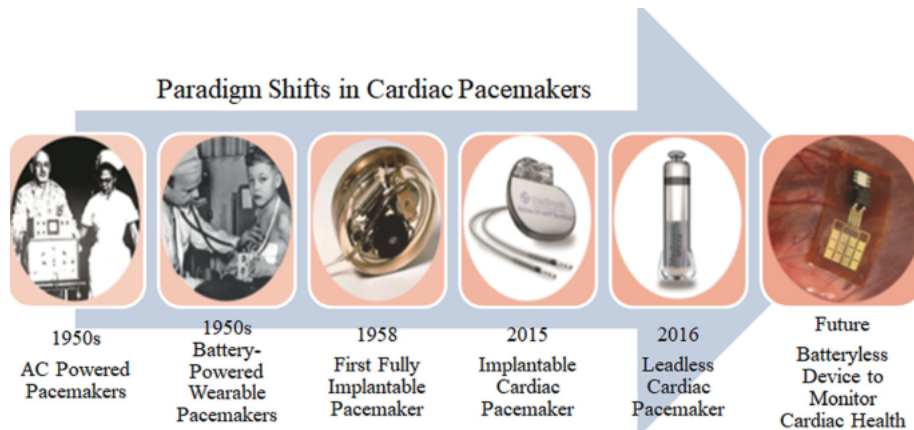 Paradigm Shifts in Cardiac Pacemakers
1950s
AC Powered
Pacemakers
1950s
Battery-
Powered
Wearable
Pacemakers
1958
First Fully
Implantable
Pacemaker
2015
Implantable
Cardiac
Pacemaker
2016
Leadless
Cardiac
Pacemaker
Future
Batteryless
Device to
Monitor
Cardiac Health